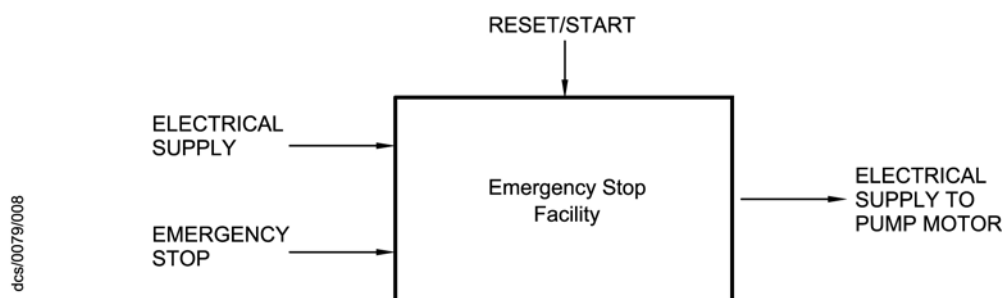 RESET/START
ELECTRICAL
SUPPLY
Emergency Stop
Facility
ELECTRICAL
SUPPLY TO
PUMP MOTOR
EMERGENCY
STOP
dcs/0079/008